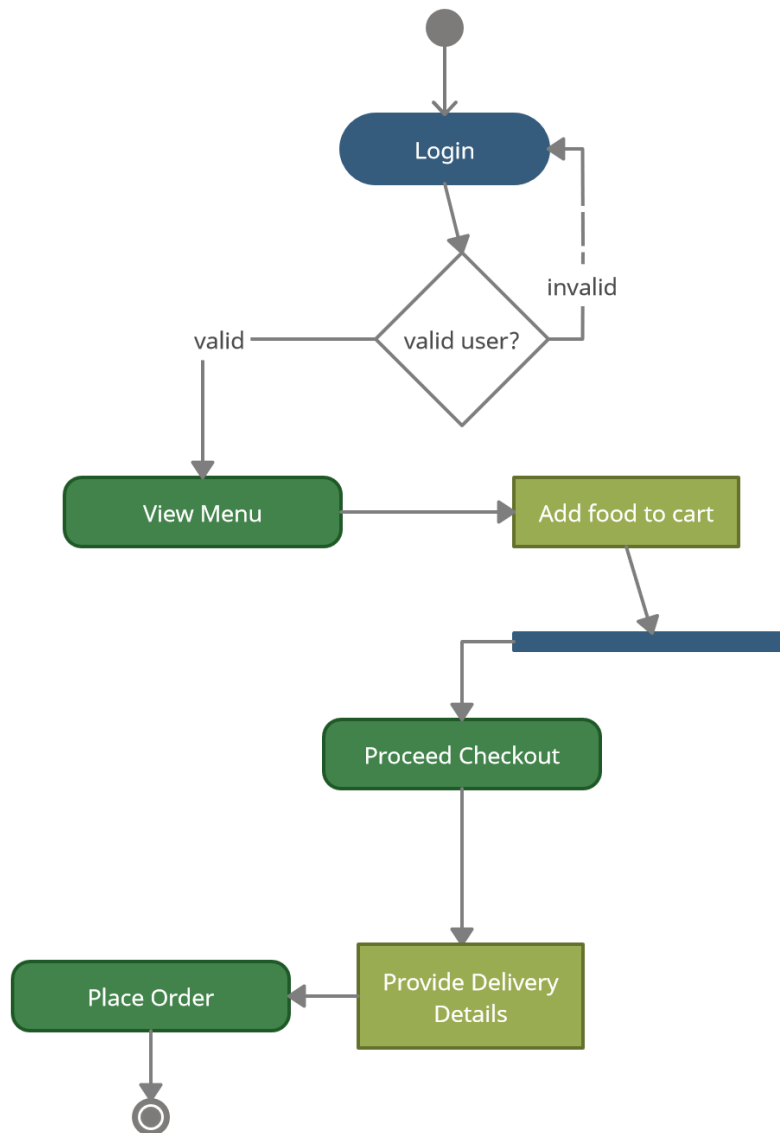 Login
invalid
valid user?
valid
View Menu
Add food to cart
Proceed Checkout
Provide Delivery
Details
Place Order